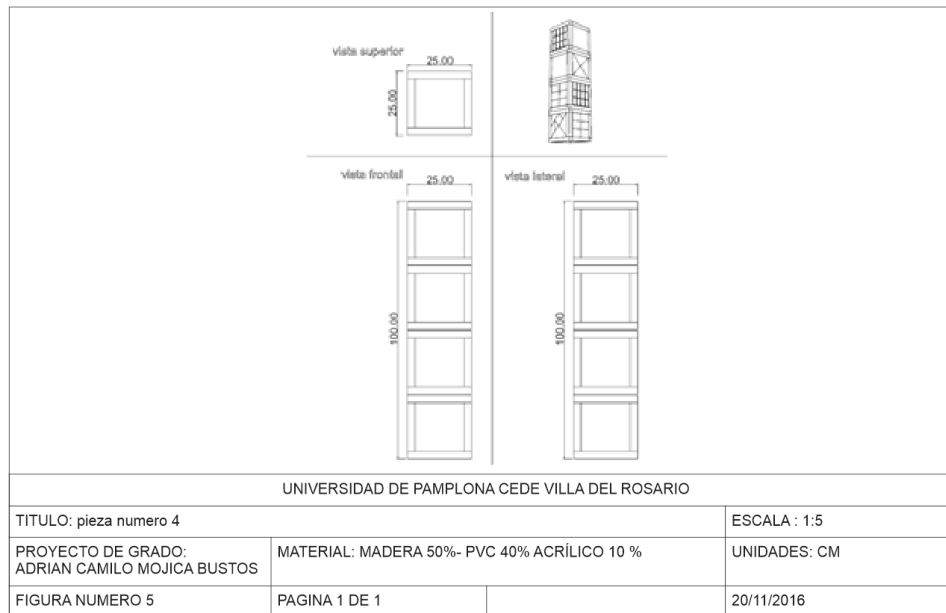 vista superior
25.00
25.00
vista frontal
25.00
100.00
vista lateral
25.00
100.00
UNIVERSIDAD DE PAMPLONA CEDE VILLA DEL ROSARIO
TITULO: pieza numero 4
ESCALA : 1:5
PROYECTO DE GRADO:
ADRIAN CAMILO MOJICA BUSTOS
MATERIAL: MADERA 50%- PVC 40% ACRÍLICO 10 %
UNIDADES: CM
FIGURA NUMERO 5
PAGINA 1 DE 1
20/11/2016